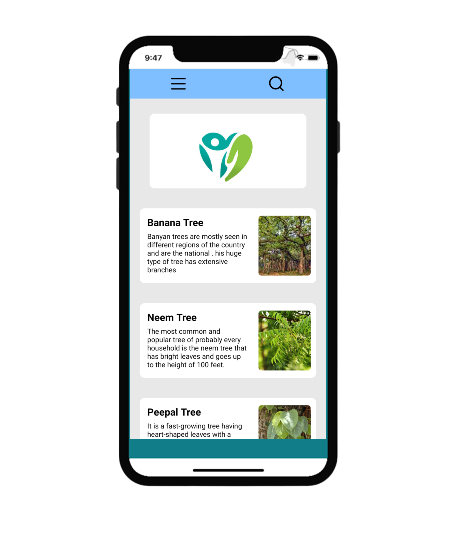 9:47
Banana Tree
Banyan trees are mostly seen in
different regions of the country
and are the national . his huge
type of tree has extensive
branches
Neem Tree
The most common and
popular tree of probably every
household is the neem tree that
has bright leaves and goes up
to the height of 100 feet.
Peepal Tree
It is a fast-growing tree having
heart-shaped leaves with a